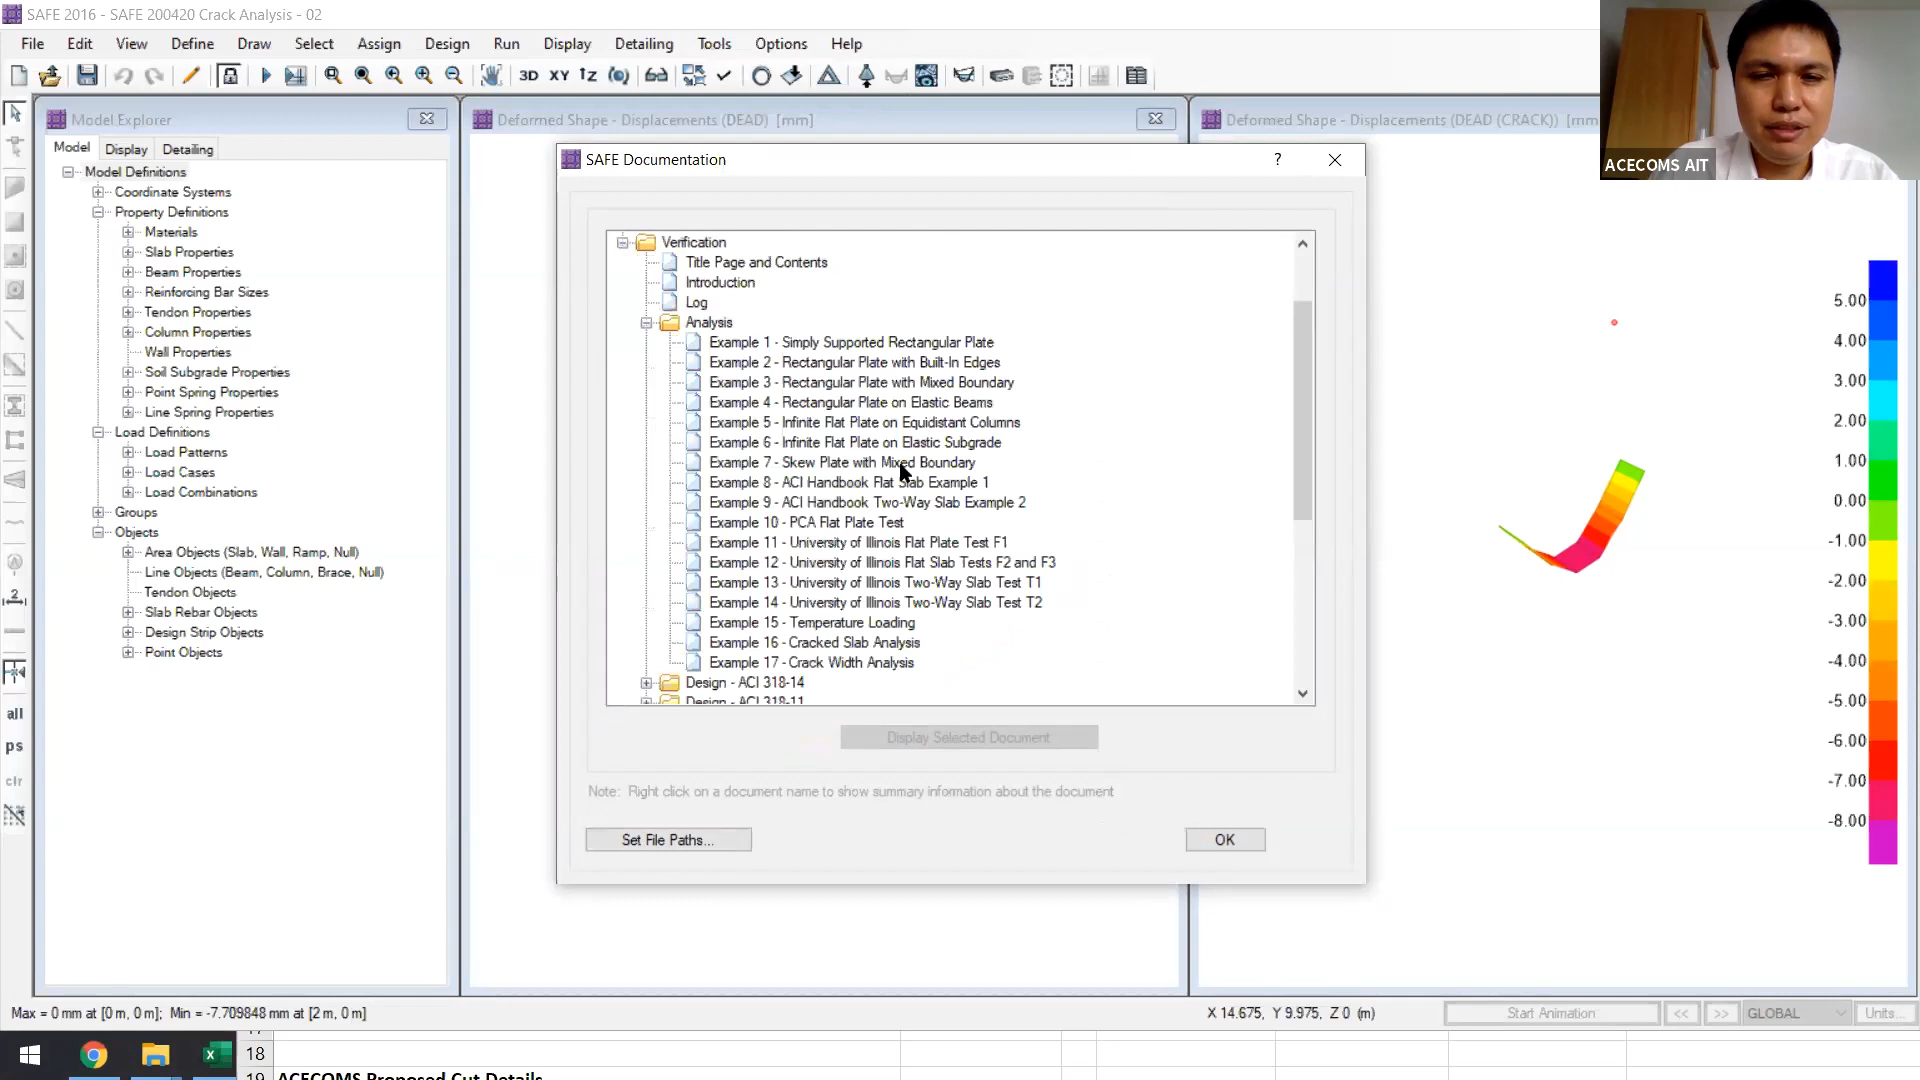 SAFE 2016 - SAFE 200420 Crack Analysis - 02
File Edit View Define Draw Select Assign Design Run Display Detailing Tools Options Help
3D XY
Model Explorer
Model Display Detailing
Model Definitions
Coordinate Systems
Property Definitions
Materials
Slab Properties
Beam Properties
Reinforcing Bar Sizes
Tendon Properties
Column Properties
Wall Properties
Soil Subgrade Properties
Point Spring Properties
Line Spring Properties
Load Definitions
Load Patterns
Load Cases
Load Combinations
Groups
Objects
Area Objects (Slab, Wall, Ramp, Null)
Line Objects (Beam, Column, Brace, Null)
Tendon Objects
Slab Rebar Objects
Design Strip Objects
Point Objects
all
ps
clr
Deformed Shape - Displacements (DEAD) [mm]
Deformed Shape - Displacements (DEAD (CRACK)) [mm
ACECOMS AIT
SAFE Documentation
?
Verification
Title Page and Contents
Introduction
Log
Analysis
Example 1 - Simply Supported Rectangular Plate
Example 2 - Rectangular Plate with Built-In Edges
Example 3 - Rectangular Plate with Mixed Boundary
Example 4 - Rectangular Plate on Elastic Beams
Example 5 - Infinite Flat Plate on Equidistant Columns
Example 6 - Infinite Flat Plate on Elastic Subgrade
Example 7 - Skew Plate with Mixed Boundary
Example 8 - ACI Handbook Flat Slab Example 1
Example 9 - ACI Handbook Two-Way Slab Example 2
Example 10 - PCA Flat Plate Test
Example 11 - University of Illinois Flat Plate Test F1
Example 12 - University of Illinois Flat Slab Tests F2 and F3
Example 13 - University of Illinois Two-Way Slab Test T1
Example 14 - University of Illinois Two-Way Slab Test T2
Example 15 - Temperature Loading
Example 16 - Cracked Slab Analysis
Example 17 - Crack Width Analysis
Design - ACI 318-14
Design - ACI 318-11
Display Selected Document
Note: Right click on a document name to show summary information about the document
Set File Paths...
OK
5.00
4.00
3.00
2.00
1.00
0.00
-1.00
-2.00
-3.00
-4.00
-5.00
-6.00
-7.00
-8.00
Max = 0 mm at [0 m, 0 m]; Min = -7.709848 mm at [2 m, 0 m]
X 14.675, Y 9.975, Z 0 (m)
Start Animation
<<
>>
GLOBAL
Units...
18
19
ACECOMS Proposed Cut Details